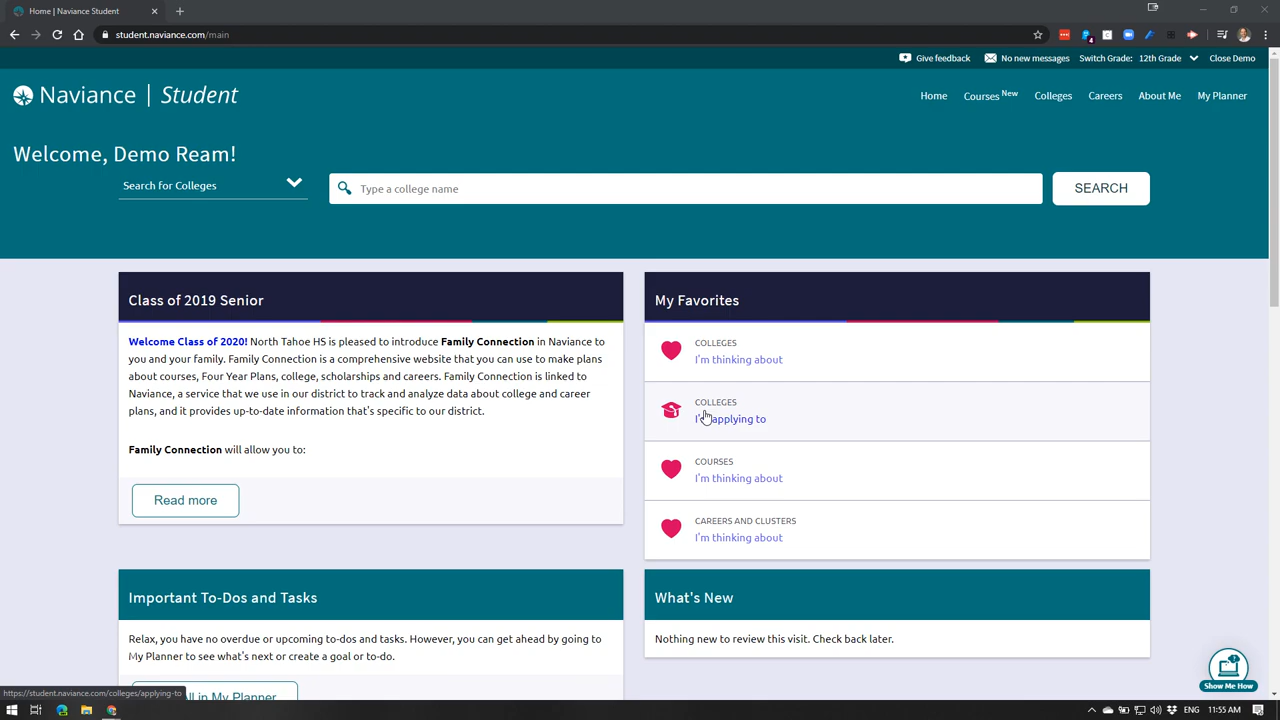 Home | Naviance Student
student.naviance.com/main
Give feedback
No new messages
Switch Grade: 12th Grade
Close Demo
Naviance | Student
Home
Courses New
Colleges
Careers
About Me
My Planner
Welcome, Demo Ream!
Search for Colleges
Type a college name
SEARCH
Class of 2019 Senior
Welcome Class of 2020! North Tahoe HS is pleased to introduce Family Connection in Naviance to
you and your family. Family Connection is a comprehensive website that you can use to make plans
about courses, Four Year Plans, college, scholarships and careers. Family Connection is linked to
Naviance, a service that we use in our district to track and analyze data about college and career
plans, and it provides up-to-date information that's specific to our district.
Family Connection will allow you to:
Read more
My Favorites
COLLEGES
I'm thinking about
COLLEGES
applying to
COURSES
I'm thinking about
CAREERS AND CLUSTERS
I'm thinking about
Important To-Dos and Tasks
Relax, you have no overdue or upcoming to-dos and tasks. However, you can get ahead by going to
My Planner to see what's next or create a goal or to-do.
in My Planner
What's New
Nothing new to review this visit. Check back later.
Show Me How
https://student.naviance.com/colleges/applying-to
11:55 AM